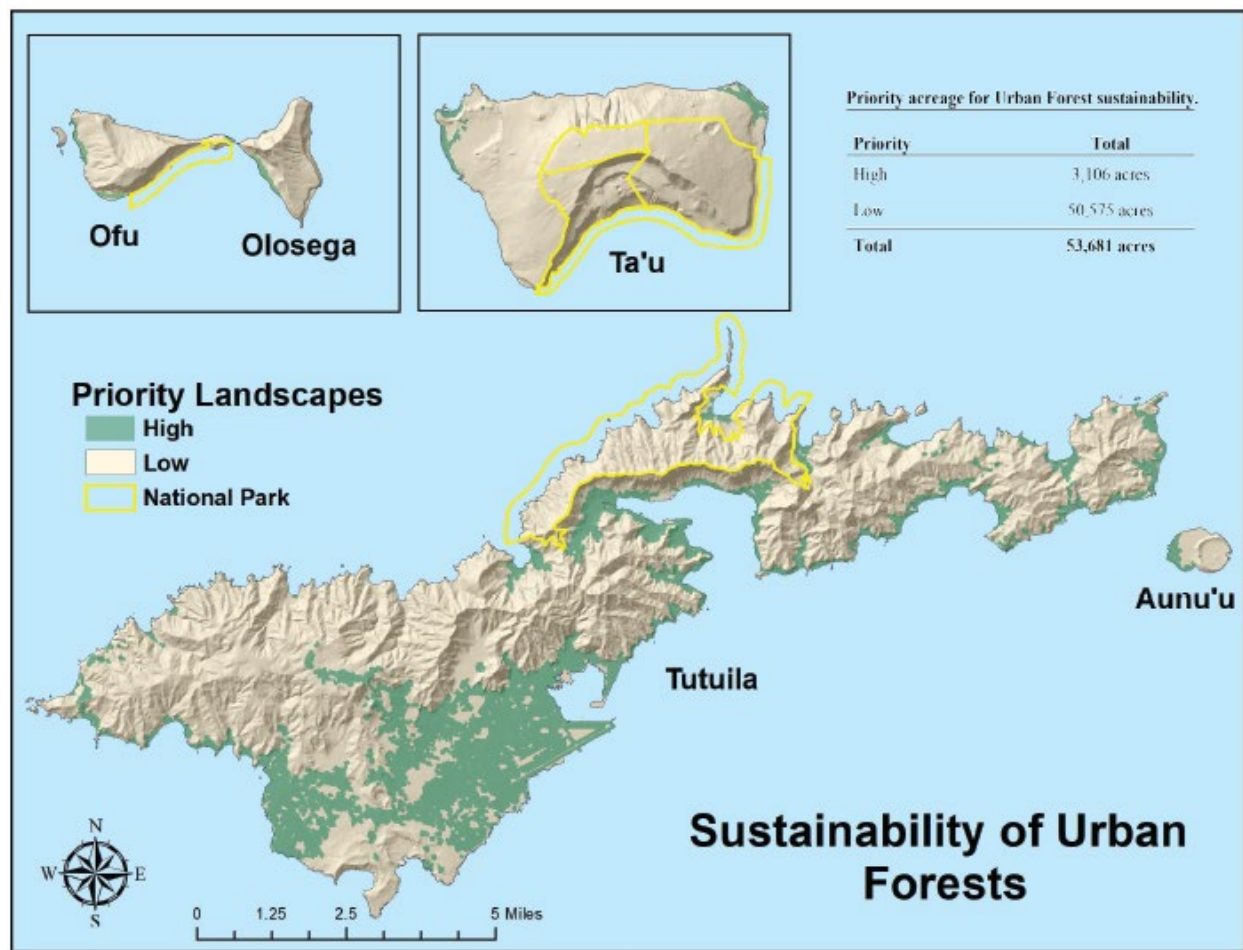 Ofu
Olosega
Ta'u
Priority acreage for Urban Forest sustainability.
Priority Total
High 3,106 acres
Low 50,575 acres
Total 53,681 acres
Priority Landscapes
High
Low
National Park
Aunu'u
Tutuila
Sustainability of Urban
Forests
N
W E
S
0 1.25 2.5 5 Miles